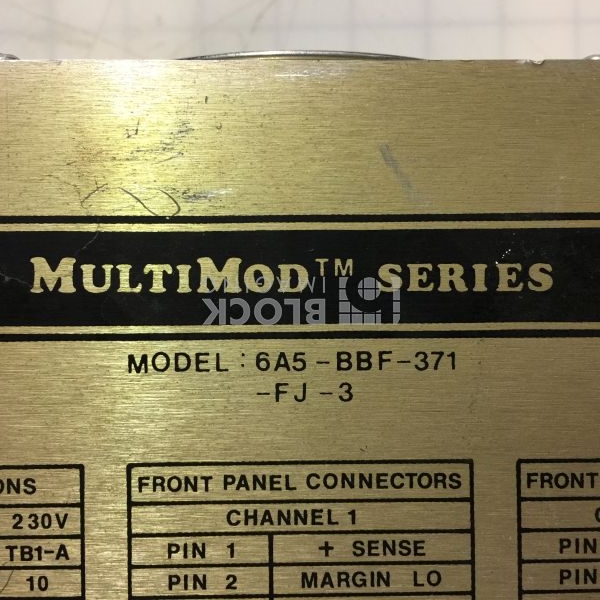 MULTIMOD™ SERIES
BLOCK
MODEL : 6A5-BBF-371
-FJ-3
ONS
230V
TB1-A
10
FRONT PANEL CONNECTORS
CHANNEL 1
PIN 1 + SENSE
PIN 2 MARGIN LO
FRONT
PIN
PIN